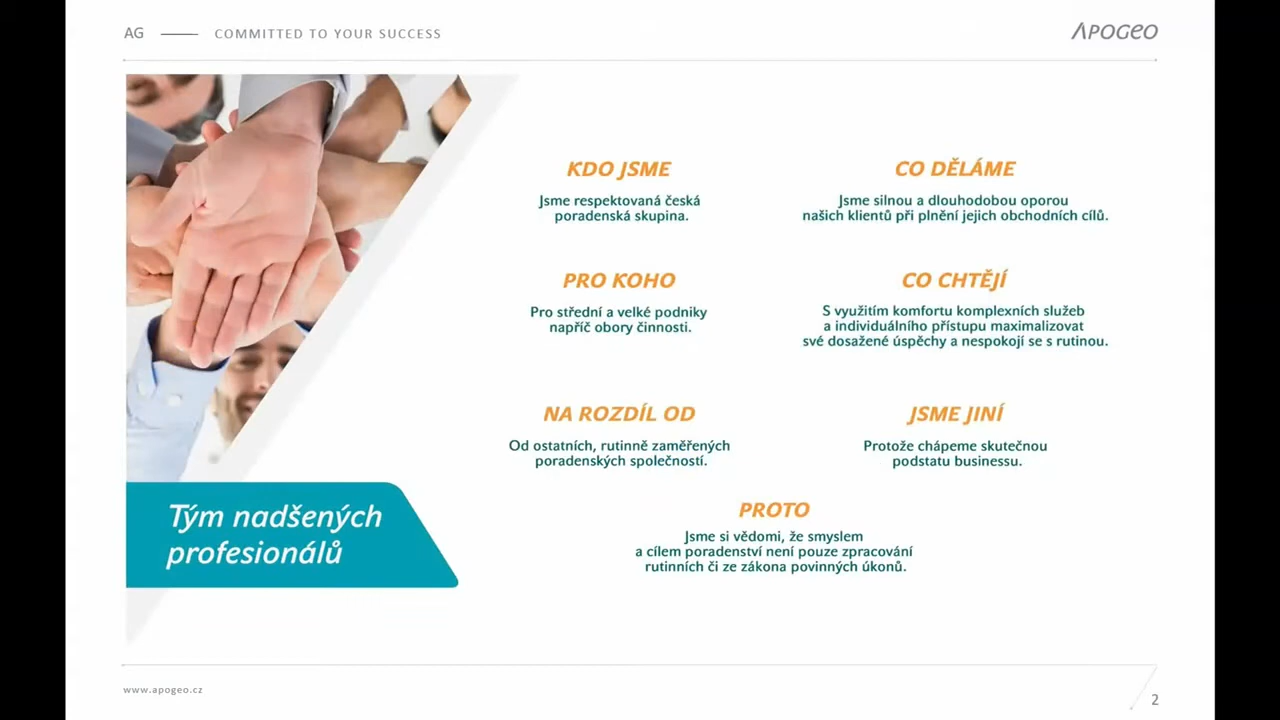 AG
COMMITTED TO YOUR SUCCESS
APOGEO
KDO JSME
Jsme respektovaná česká
poradenská skupina.
CO DĚLÁME
Jsme silnou a dlouhodobou oporou
našich klientů při plnění jejich obchodních cílů.
PRO KOHO
Pro střední a velké podniky
napříč obory činnosti.
CO CHTĚJÍ
S využitím komfortu komplexních služeb
a individuálního přístupu maximalizovat
své dosažené úspěchy a nespokojí se s rutinou.
NA ROZDÍL OD
Od ostatních, rutinně zaměřených
poradenských společností.
JSME JINÍ
Protože chápeme skutečnou
podstatu businessu.
PROTO
Jsme si vědomi, že smyslem
a cílem poradenství není pouze zpracování
rutinních či ze zákona povinných úkonů.
Tým nadšených
profesionálů
www.apogeo.cz
2